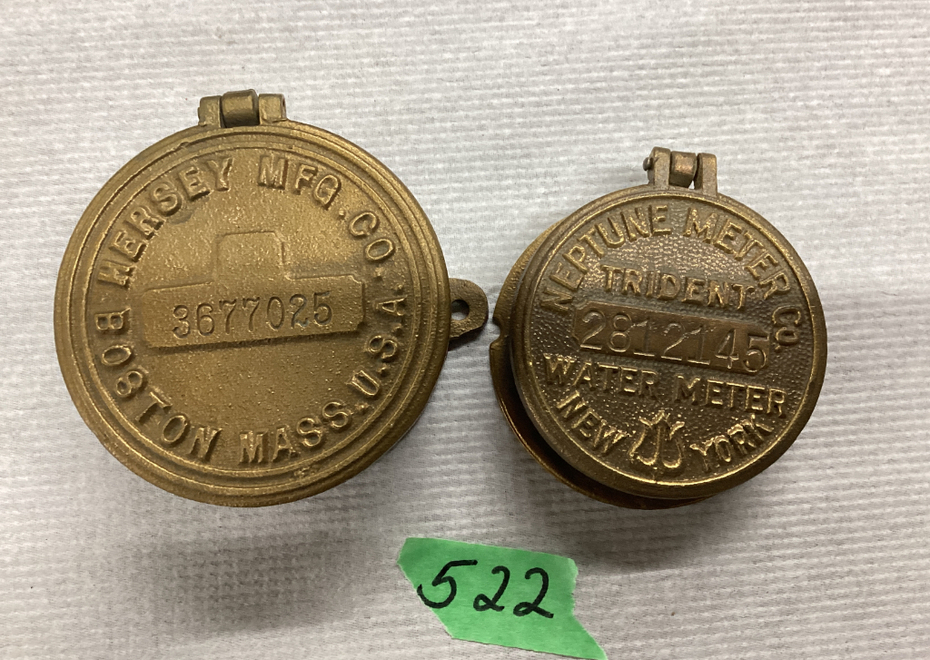 HERSEY MFG. CO.
3677025
BOSTON MASS. U.S.A.
NEPTUNE METER CO.
TRIDENT
2812145
WATER METER
NEW YORK
522